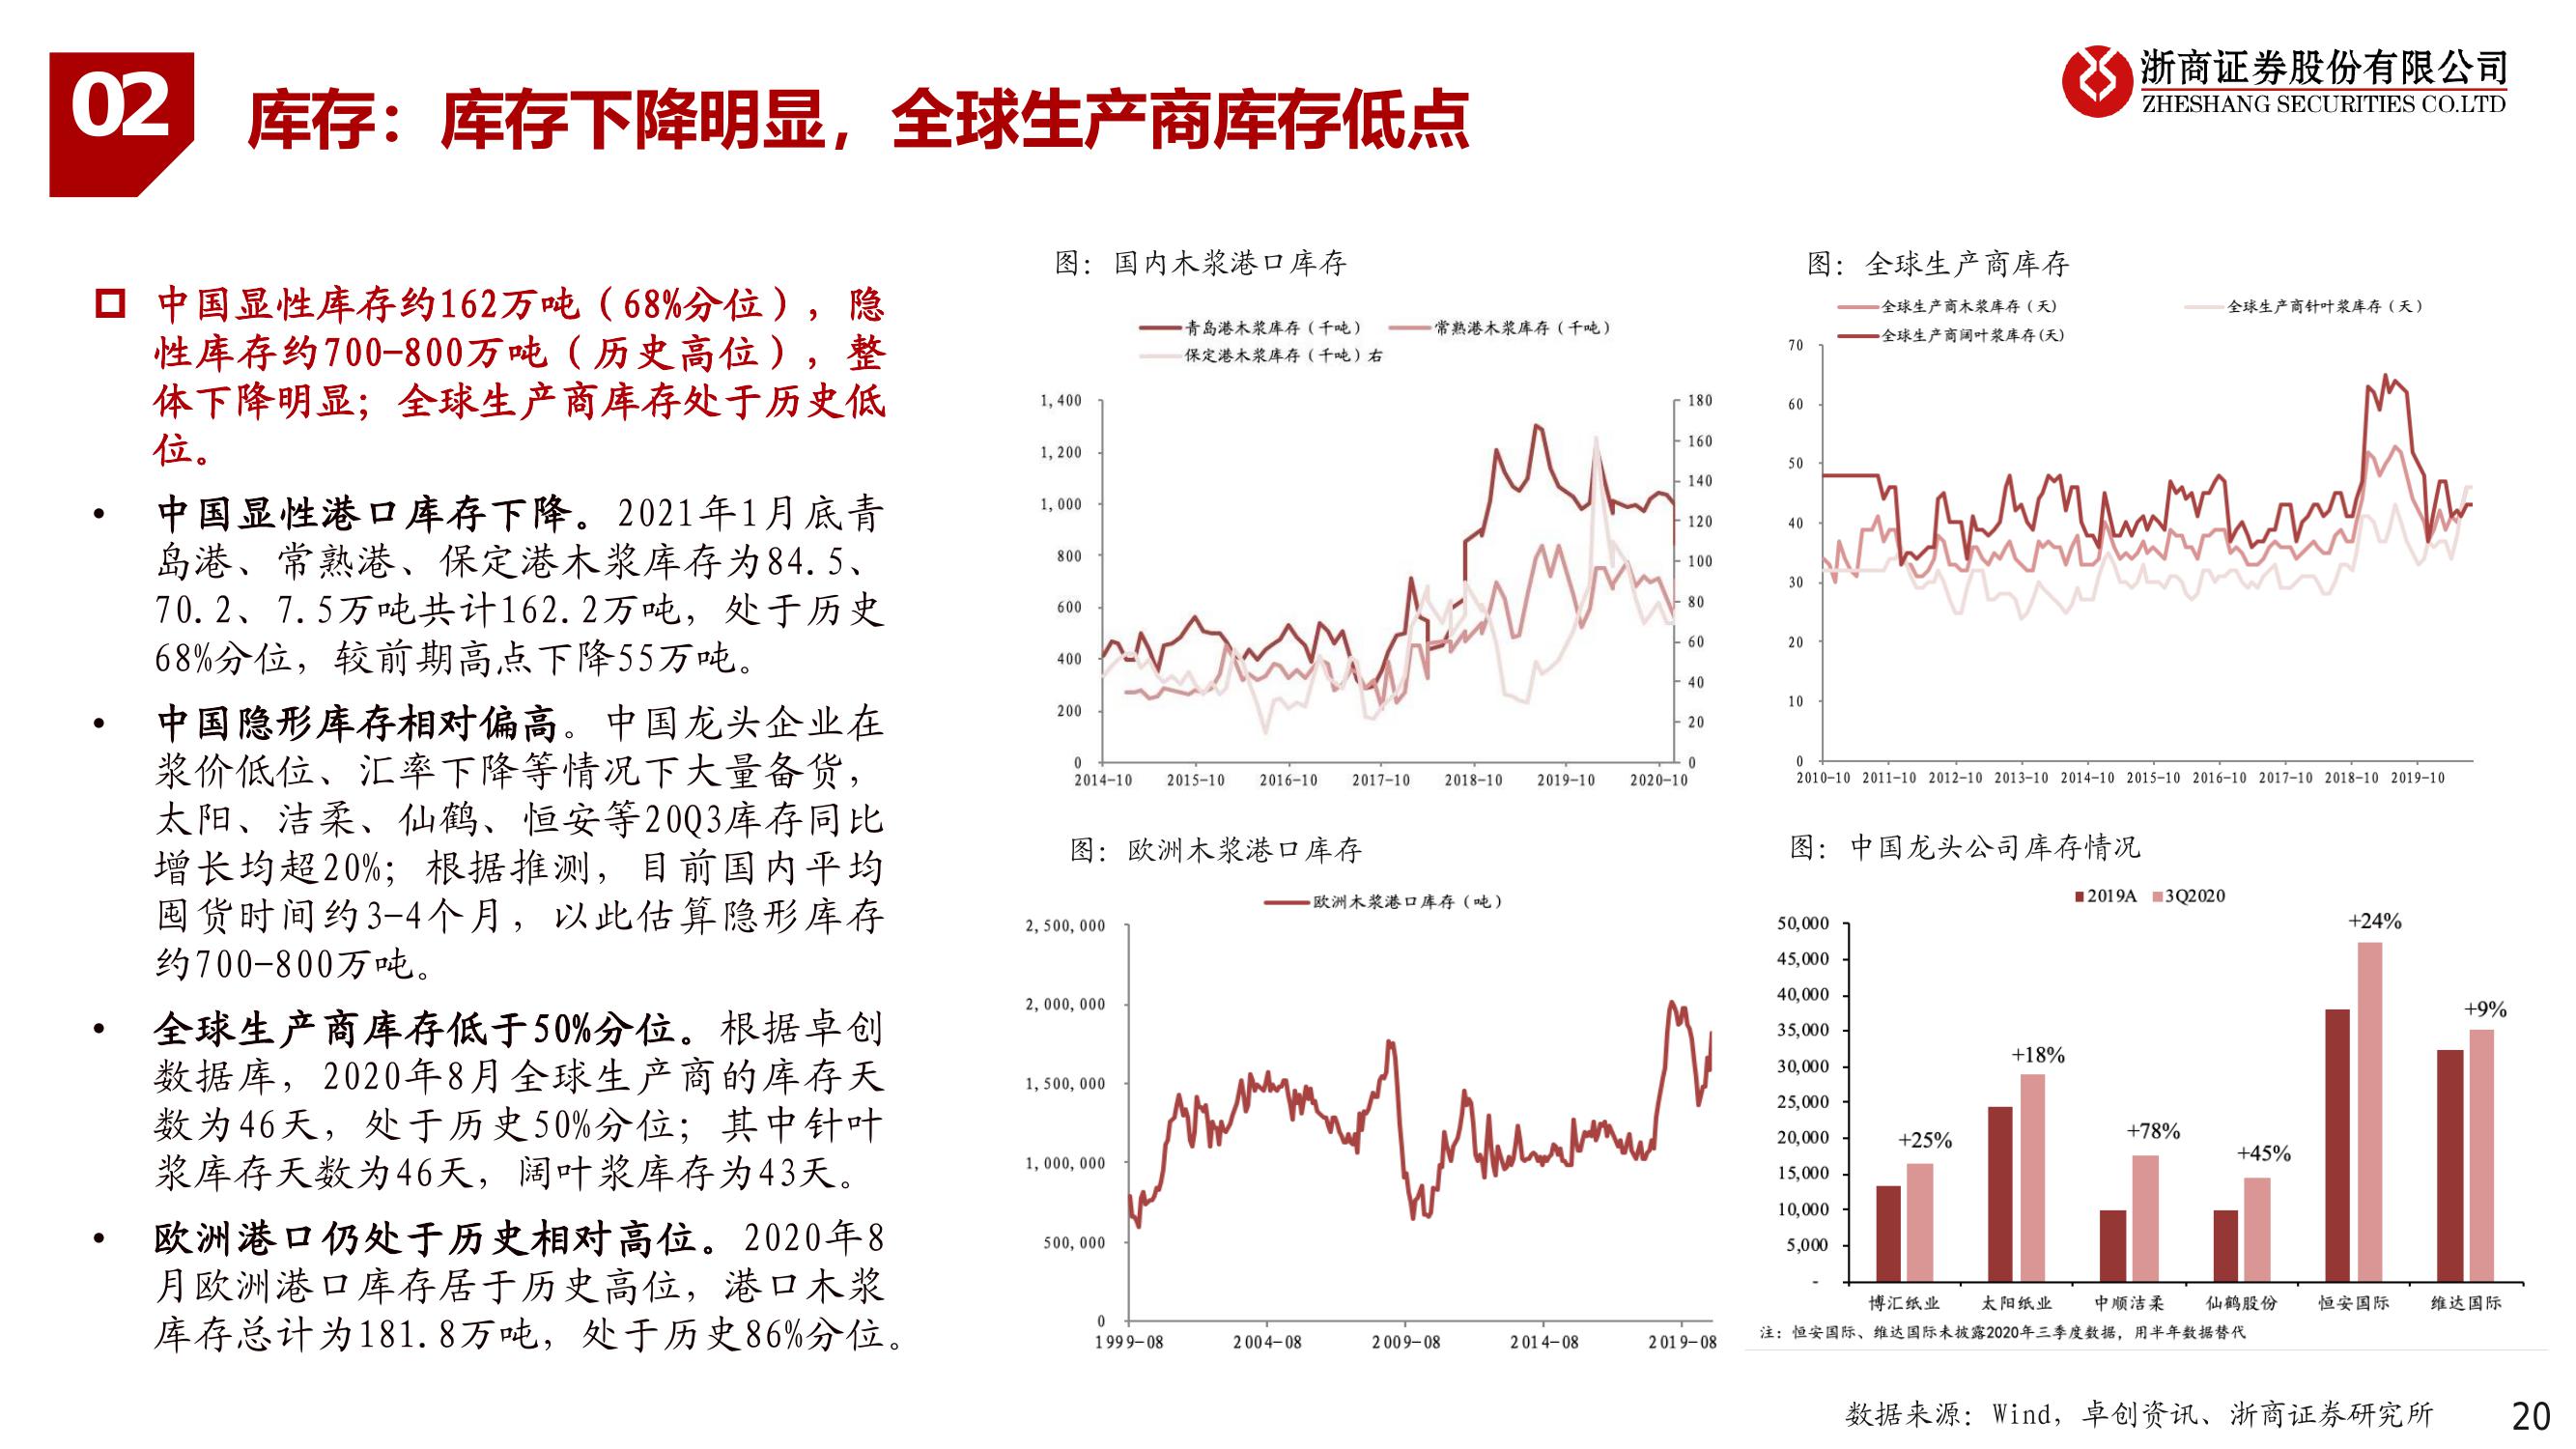 02
库存：库存下降明显，全球生产商库存低点
浙商证券股份有限公司
ZHESHANG SECURITIES CO.LTD
中国显性库存约162万吨（68%分位），隐
性库存约700-800万吨（历史高位），整
体下降明显；全球生产商库存处于历史低
位。
• 中国显性港口库存下降。2021年1月底青
岛港、常熟港、保定港木浆库存为84.5、
70.2、7.5万吨共计162.2万吨，处于历史
68%分位，较前期高点下降55万吨。
• 中国隐形库存相对偏高。中国龙头企业在
浆价低位、汇率下降等情况下大量备货，
太阳、洁柔、仙鹤、恒安等20Q3库存同比
增长均超20%；根据推测，目前国内平均
囤货时间约3-4个月，以此估算隐形库存
约700-800万吨。
• 全球生产商库存低于50%分位。根据卓创
数据库，2020年8月全球生产商的库存天
数为46天，处于历史50%分位；其中针叶
浆库存天数为46天，阔叶浆库存为43天。
• 欧洲港口仍处于历史相对高位。2020年8
月欧洲港口库存居于历史高位，港口木浆
库存总计为181.8万吨，处于历史86%分位。
图：国内木浆港口库存
青岛港木浆库存（千吨） 常熟港木浆库存（千吨）
保定港木浆库存（千吨）右
1,400
1,200
1,000
800
600
400
200
0
180
160
140
120
100
80
60
40
20
0
2014-10 2015-10 2016-10 2017-10 2018-10 2019-10 2020-10
图：全球生产商库存
全球生产商木浆库存（天） 全球生产商针叶浆库存（天）
全球生产商阔叶浆库存(天)
70
60
50
40
30
20
10
0
2010-10 2011-10 2012-10 2013-10 2014-10 2015-10 2016-10 2017-10 2018-10 2019-10
图：欧洲木浆港口库存
欧洲木浆港口库存（吨）
2,500,000
2,000,000
1,500,000
1,000,000
500,000
0
1999-08 2004-08 2009-08 2014-08 2019-08
图：中国龙头公司库存情况
2019A 3Q2020
50,000
45,000
40,000
35,000
30,000
25,000
20,000
15,000
10,000
5,000
-
+25% +18% +78% +45% +24% +9%
博汇纸业 太阳纸业 中顺洁柔 仙鹤股份 恒安国际 维达国际
注：恒安国际、维达国际未披露2020年三季度数据，用半年数据替代
数据来源：Wind，卓创资讯、浙商证券研究所
20